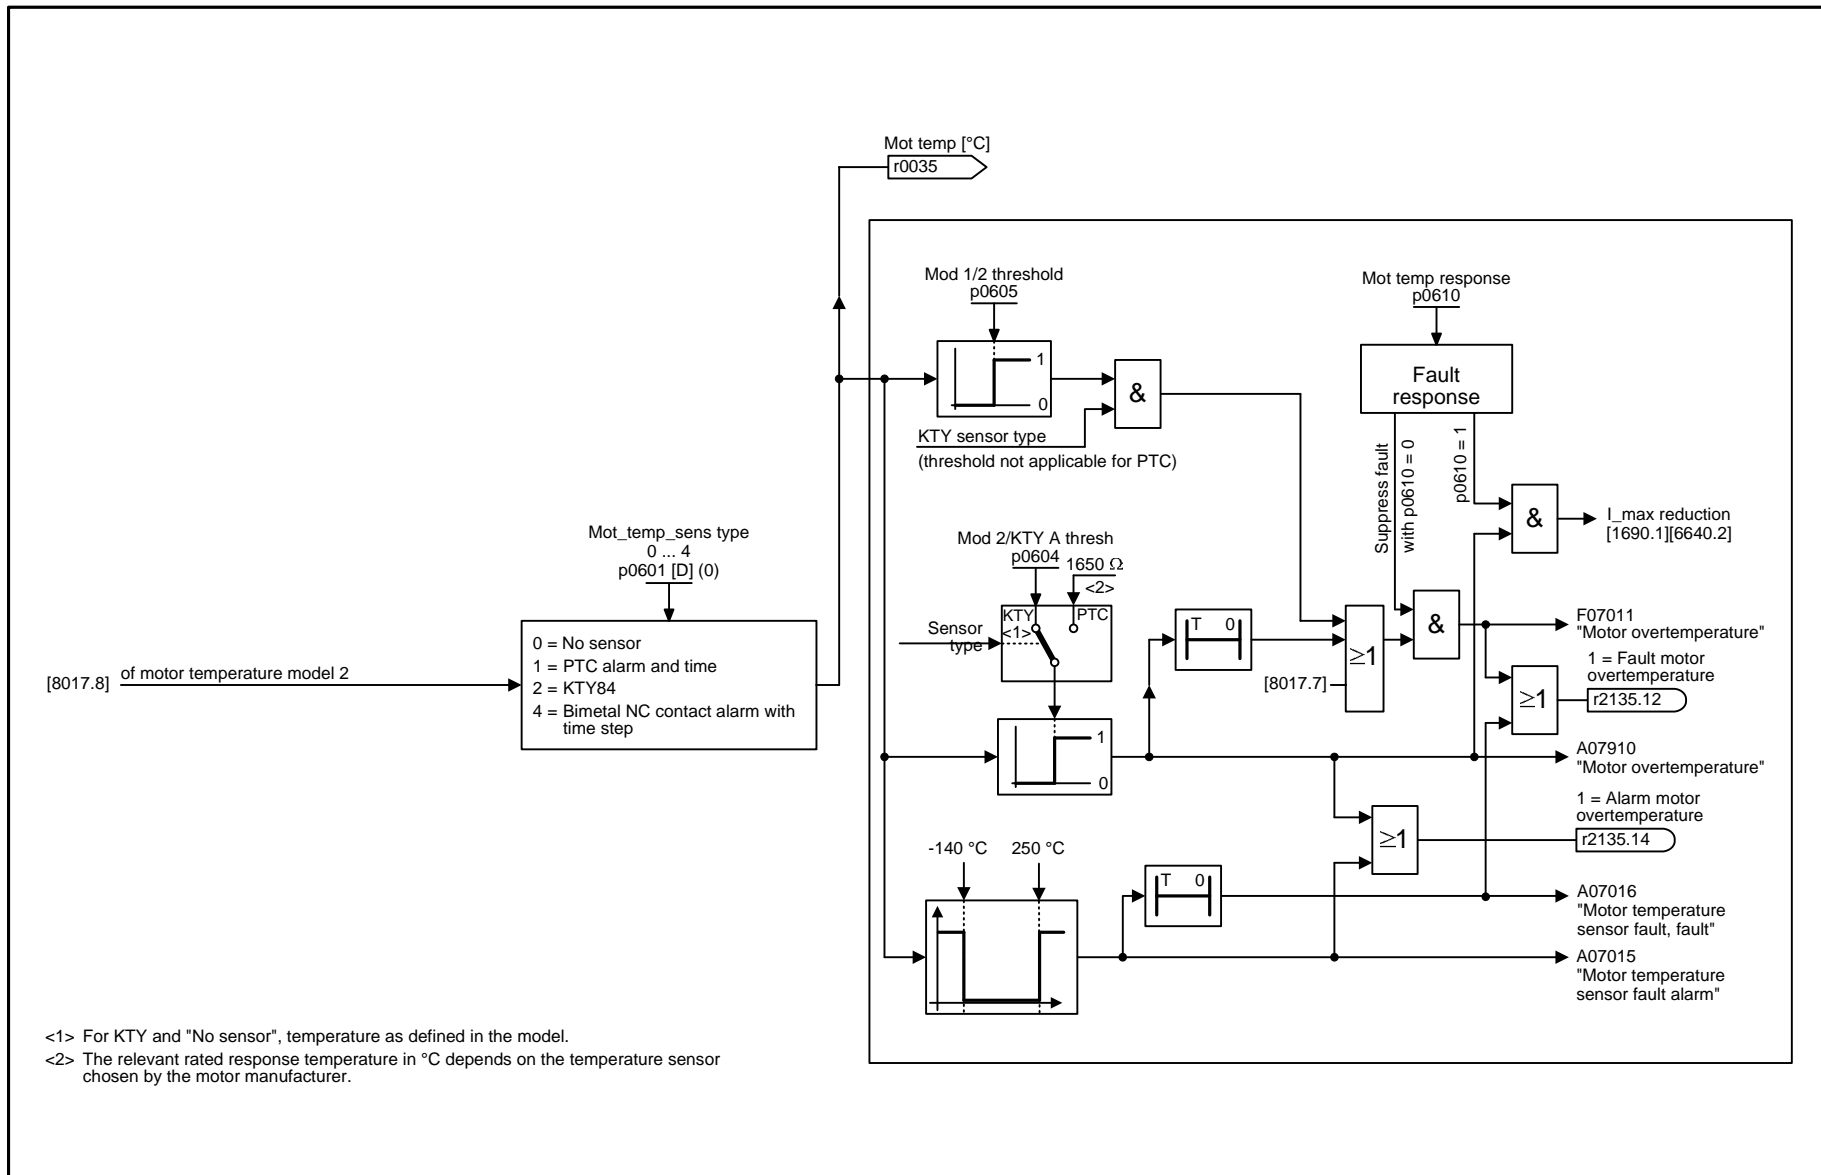 Mot temp [°C]
r0035
Mod 1/2 threshold
p0605
1
0
&
KTY sensor type
(threshold not applicable for PTC)
Mot temp response
p0610
Fault
response
Suppress fault
with p0610 = 0
p0610 = 1
&
I_max reduction
[1690.1][6640.2]
Mot_temp_sens type
0 ... 4
p0601 [D] (0)
Mod 2/KTY A thresh
p0604
1650 Ω
<2>
KTY
PTC
<1>
Sensor
type
T 0
≥1
[8017.7]
&
F07011
"Motor overtemperature"
1 = Fault motor
overtemperature
≥1
r2135.12
[8017.8]
of motor temperature model 2
0 = No sensor
1 = PTC alarm and time
2 = KTY84
4 = Bimetal NC contact alarm with
time step
1
0
A07910
"Motor overtemperature"
1 = Alarm motor
overtemperature
≥1
r2135.14
-140 °C
250 °C
T 0
A07016
"Motor temperature
sensor fault, fault"
A07015
"Motor temperature
sensor fault alarm"
<1> For KTY and "No sensor", temperature as defined in the model.
<2> The relevant rated response temperature in °C depends on the temperature sensor
chosen by the motor manufacturer.